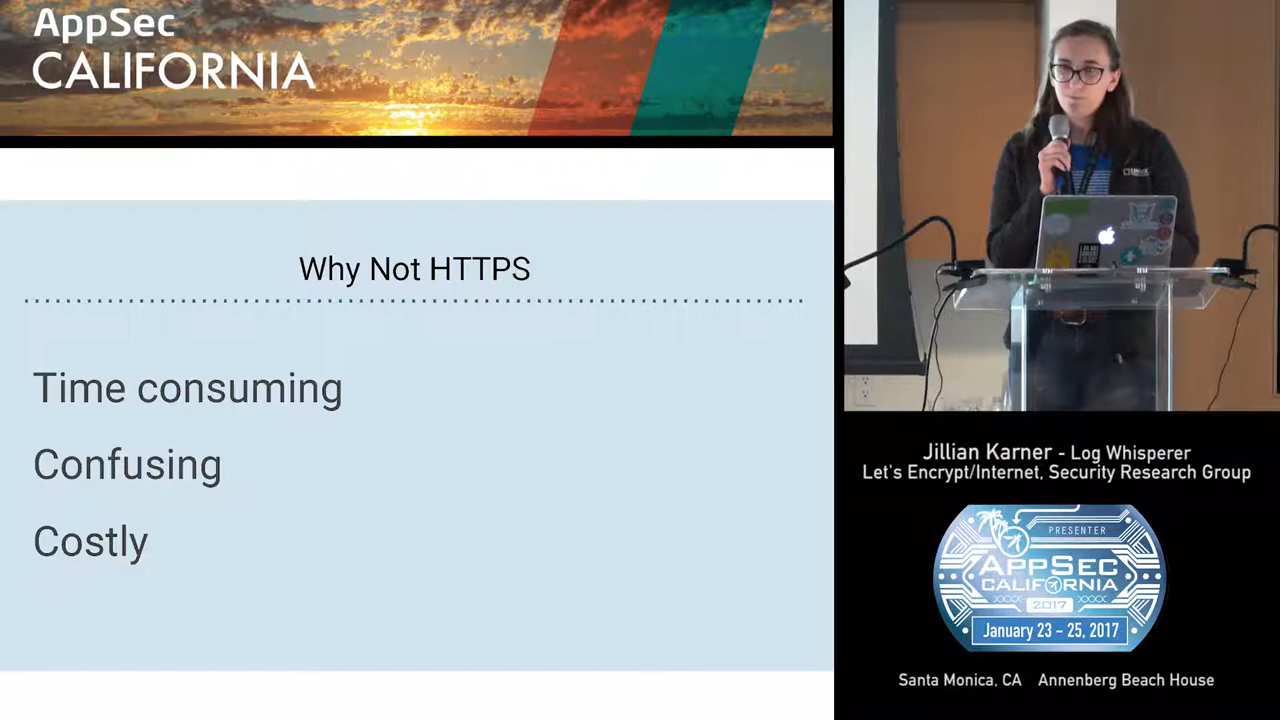 AppSec
CALIFORNIA
Why Not HTTPS
Time consuming
Confusing
Costly
Jillian Karner - Log Whisperer
Let's Encrypt/Internet, Security Research Group
PRESENTER
APPSEC
CALIFORNIA
2017
January 23 - 25, 2017
Santa Monica, CA Annenberg Beach House